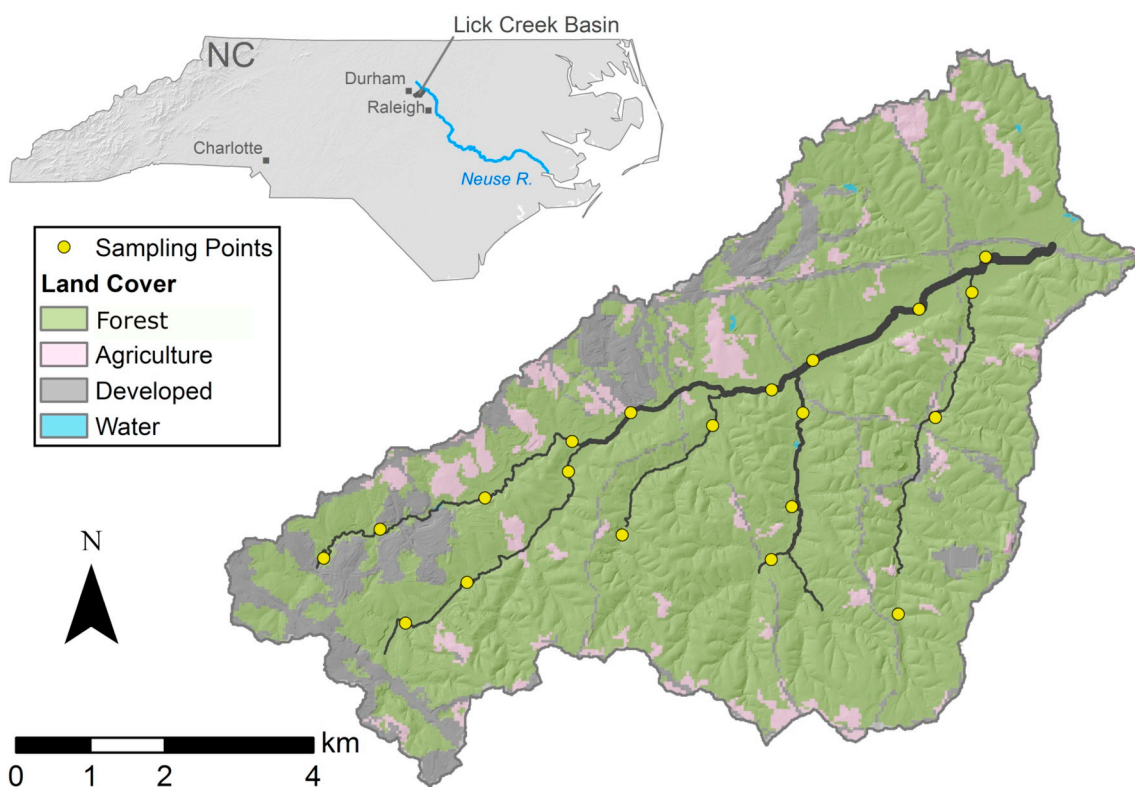 Lick Creek Basin
NC
Durham
Raleigh
Charlotte
Neuse R.
Sampling Points
Land Cover
Forest
Agriculture
Developed
Water
N
km
0 1 2 4